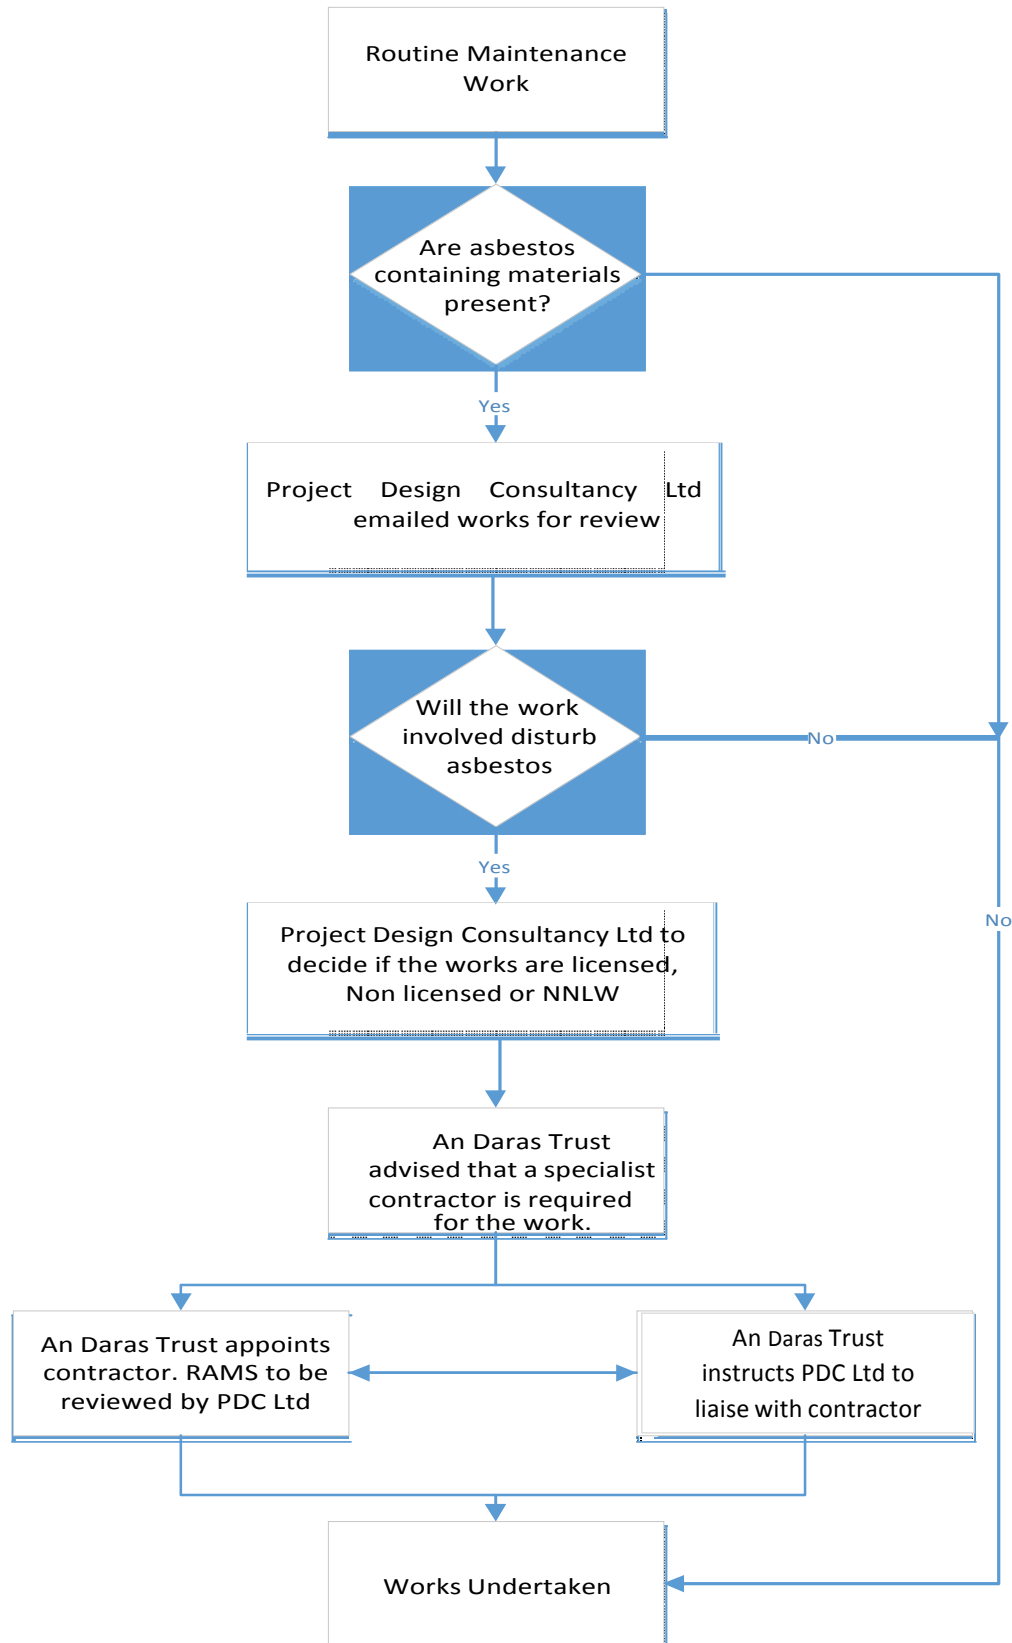 Routine Maintenance
Work
Are asbestos
containing materials
present?
Yes
Project Design Consultancy Ltd
emailed works for review
Will the work
involved disturb
asbestos
No
Yes
Project Design Consultancy Ltd to
decide if the works are licensed,
Non licensed or NNLW
No
An Daras Trust
advised that a specialist
contractor is required
for the work.
An Daras Trust appoints
contractor. RAMS to be
reviewed by PDC Ltd
An Daras Trust
instructs PDC Ltd to
liaise with contractor
Works Undertaken